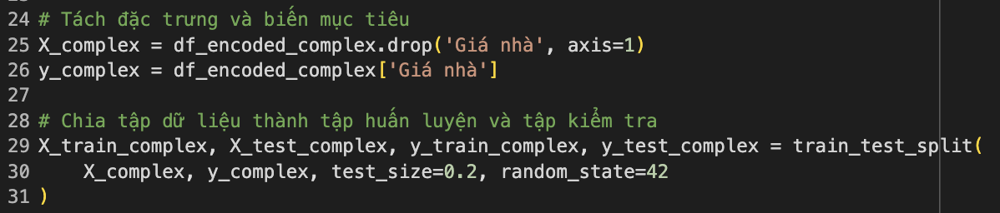 24 # Tách đặc trưng và biến mục tiêu
25 X_complex = df_encoded_complex.drop('Giá nhà', axis=1)
26 y_complex = df_encoded_complex['Giá nhà']
27
28 # Chia tập dữ liệu thành tập huấn luyện và tập kiểm tra
29 X_train_complex, X_test_complex, y_train_complex, y_test_complex = train_test_split(
30     X_complex, y_complex, test_size=0.2, random_state=42
31 )